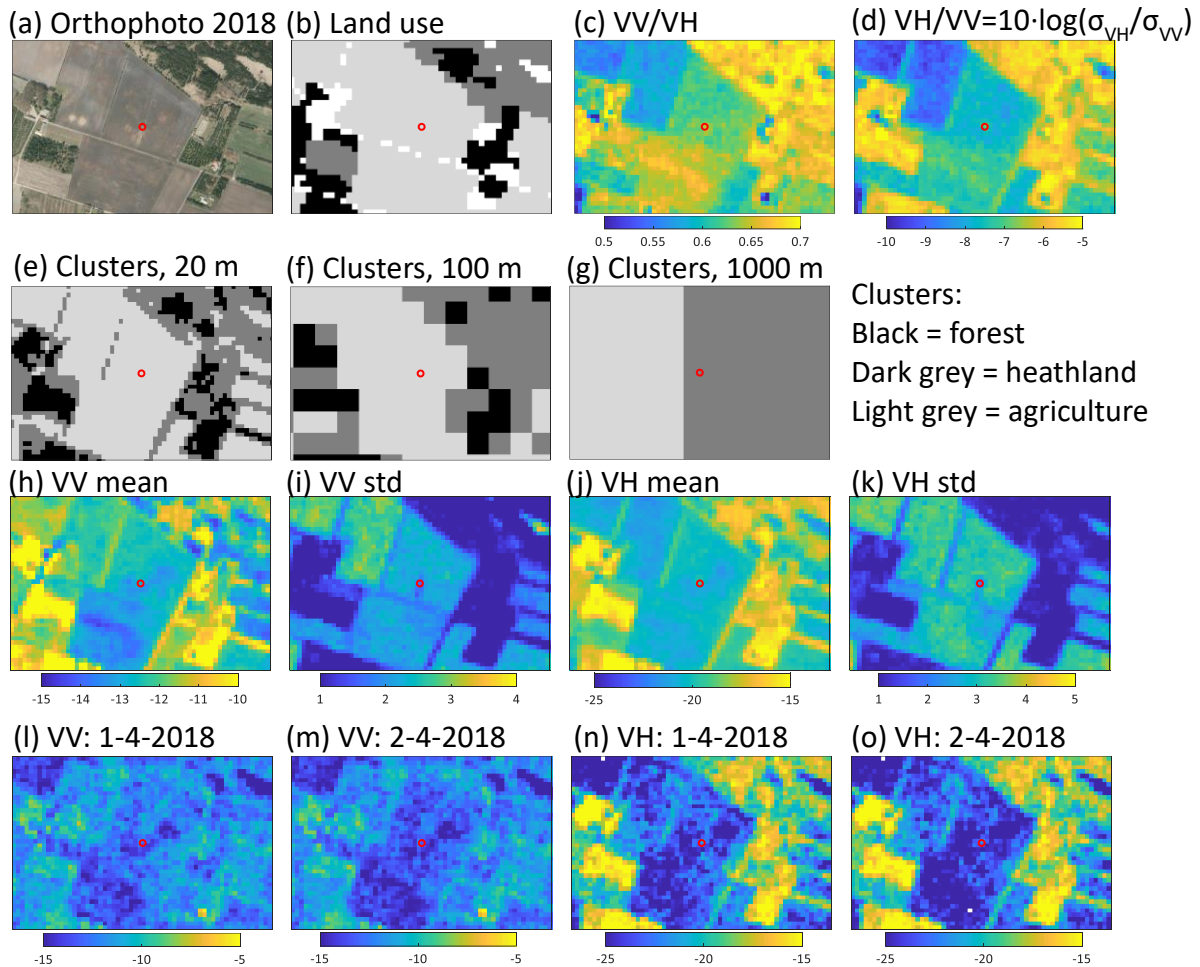 (a) Orthophoto 2018
(b) Land use
(c) VV/VH
(d) VH/VV=10·log(σVH/σVV)
0.5 0.55 0.6 0.65 0.7
-10 -9 -8 -7 -6 -5
(e) Clusters, 20 m
(f) Clusters, 100 m
(g) Clusters, 1000 m
Clusters:
Black = forest
Dark grey = heathland
Light grey = agriculture
(h) VV mean
(i) VV std
(j) VH mean
(k) VH std
-15 -14 -13 -12 -11 -10
1 2 3 4
-25 -20 -15
1 2 3 4 5
(l) VV: 1-4-2018
(m) VV: 2-4-2018
(n) VH: 1-4-2018
(o) VH: 2-4-2018
-15 -10 -5
-15 -10 -5
-25 -20 -15
-25 -20 -15